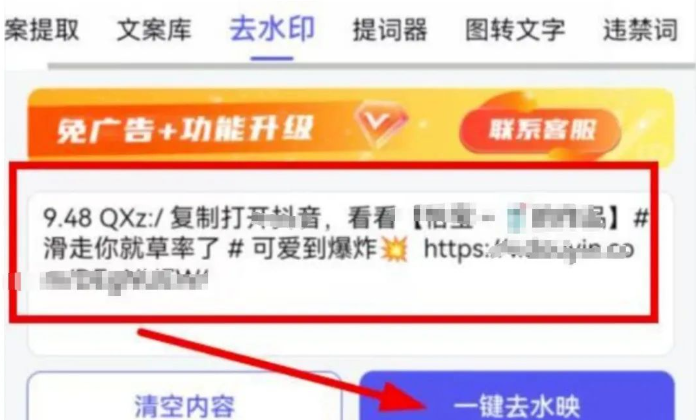 案提取 文案库 去水印 提词器 图转文字 违禁词
免广告+功能升级 联系客服
9.48 QXz:/ 复制打开抖音，看看【 】#
滑走你就草率了 # 可爱到爆炸💥 https://v.douyin.co
清空内容 一键去水映